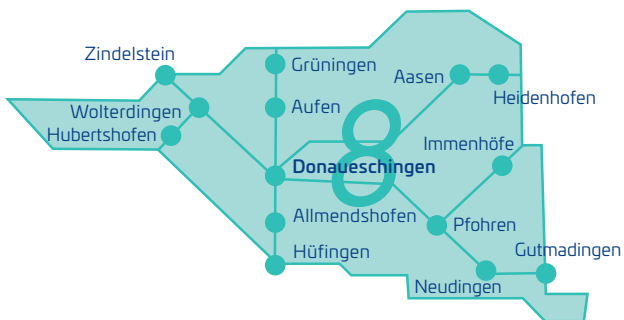 Zindelstein
Grüningen
Aasen
Heidenhofen
Wolterdingen
Aufen
Hubertshofen
8
Immenhöfe
Donaueschingen
Allmendshofen
Pfohren
Hüfingen
Gutmadingen
Neudingen